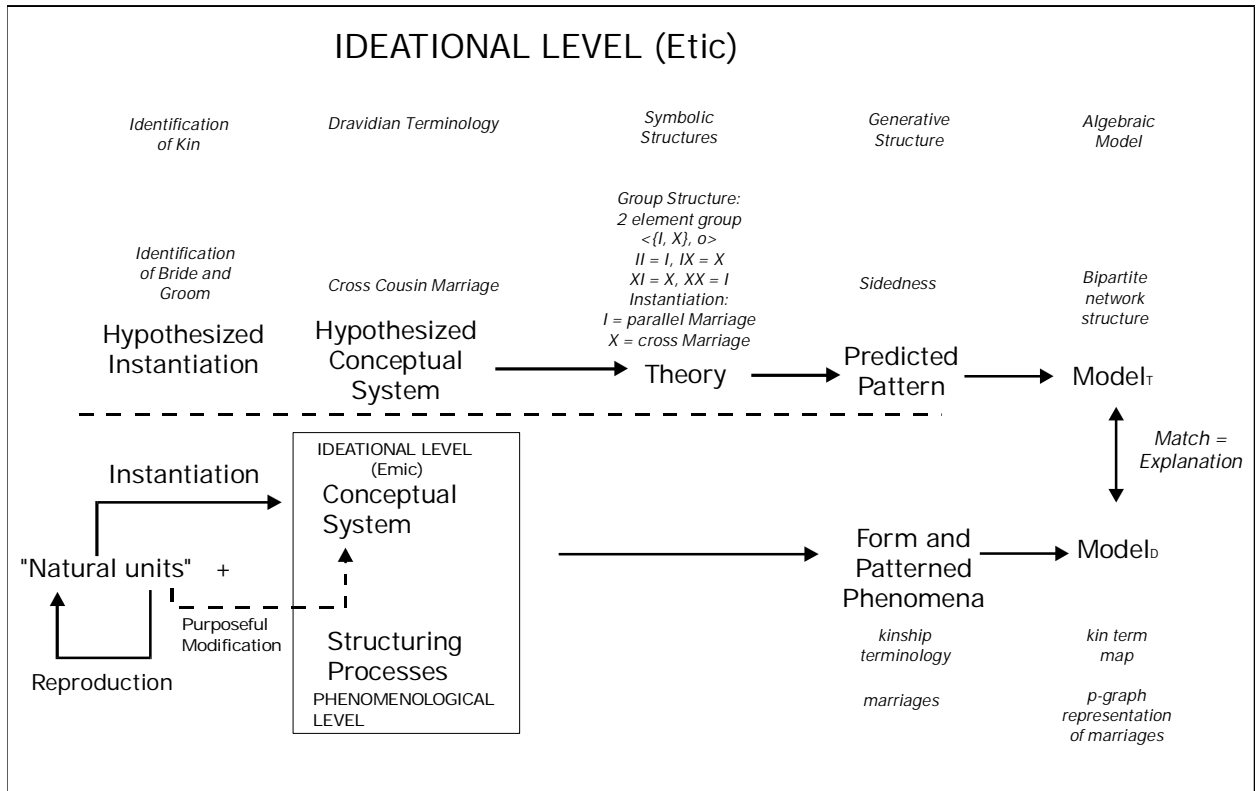 IDEATIONAL LEVEL (Etic)
Identification
of Kin
Dravidian Terminology
Symbolic
Structures
Generative
Structure
Algebraic
Model
Identification
of Bride and
Groom
Cross Cousin Marriage
Group Structure:
2 element group
<{I, X}, o>
II = I, IX = X
XI = X, XX = I
Instantiation:
I = parallel Marriage
X = cross Marriage
Sidedness
Bipartite
network
structure
Hypothesized
Instantiation
Hypothesized
Conceptual
System
Theory
Predicted
Pattern
ModelT
Match =
Explanation
Instantiation
IDEATIONAL LEVEL
(Emic)
Conceptual
System
"Natural units" +
Purposeful
Modification
Reproduction
Structuring
Processes
PHENOMENOLOGICAL
LEVEL
Form and
Patterned
Phenomena
ModelD
kinship
terminology
kin term
map
marriages
p-graph
representation
of marriages